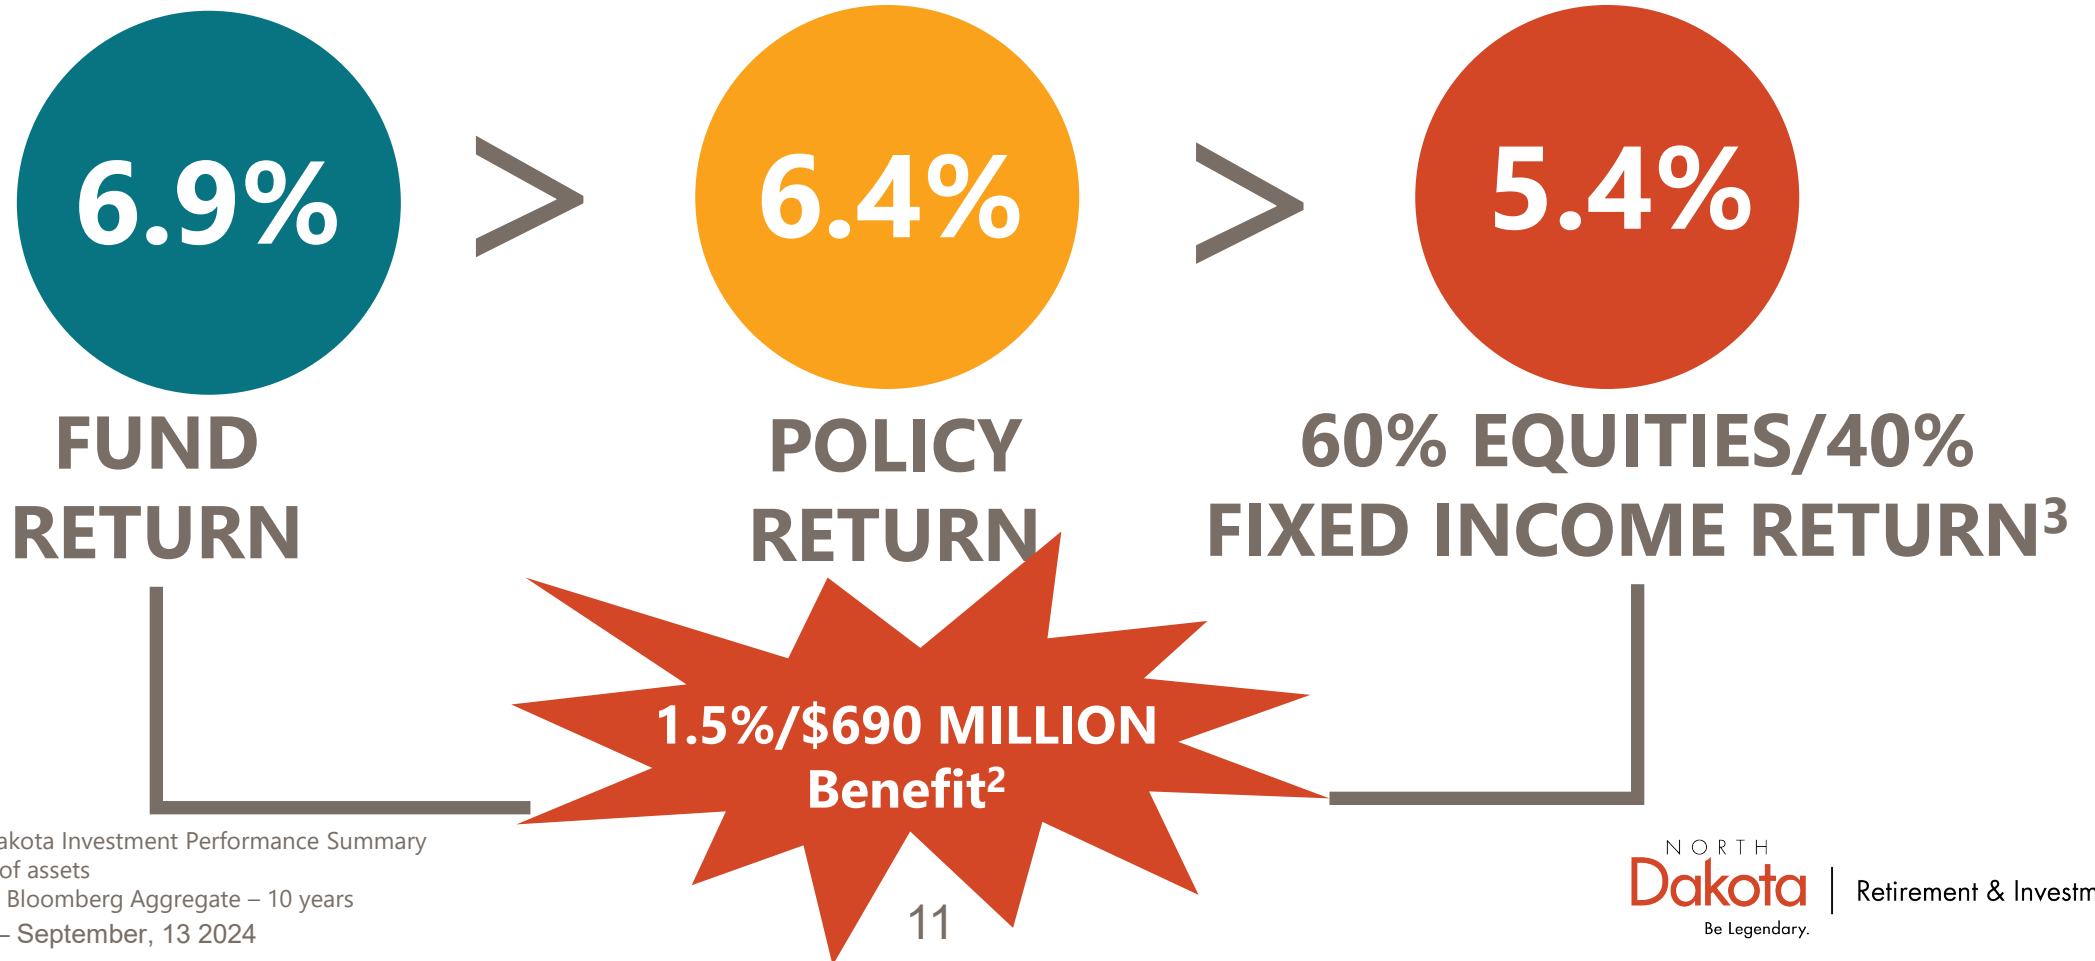 6.9% > 6.4% > 5.4%
FUND
RETURN
POLICY
RETURN
60% EQUITIES/40%
FIXED INCOME RETURN³
1.5%/$690 MILLION
Benefit²
akota Investment Performance Summary
of assets
Bloomberg Aggregate – 10 years
– September, 13 2024
11
NORTH
Dakota
Be Legendary.
Retirement & Investm